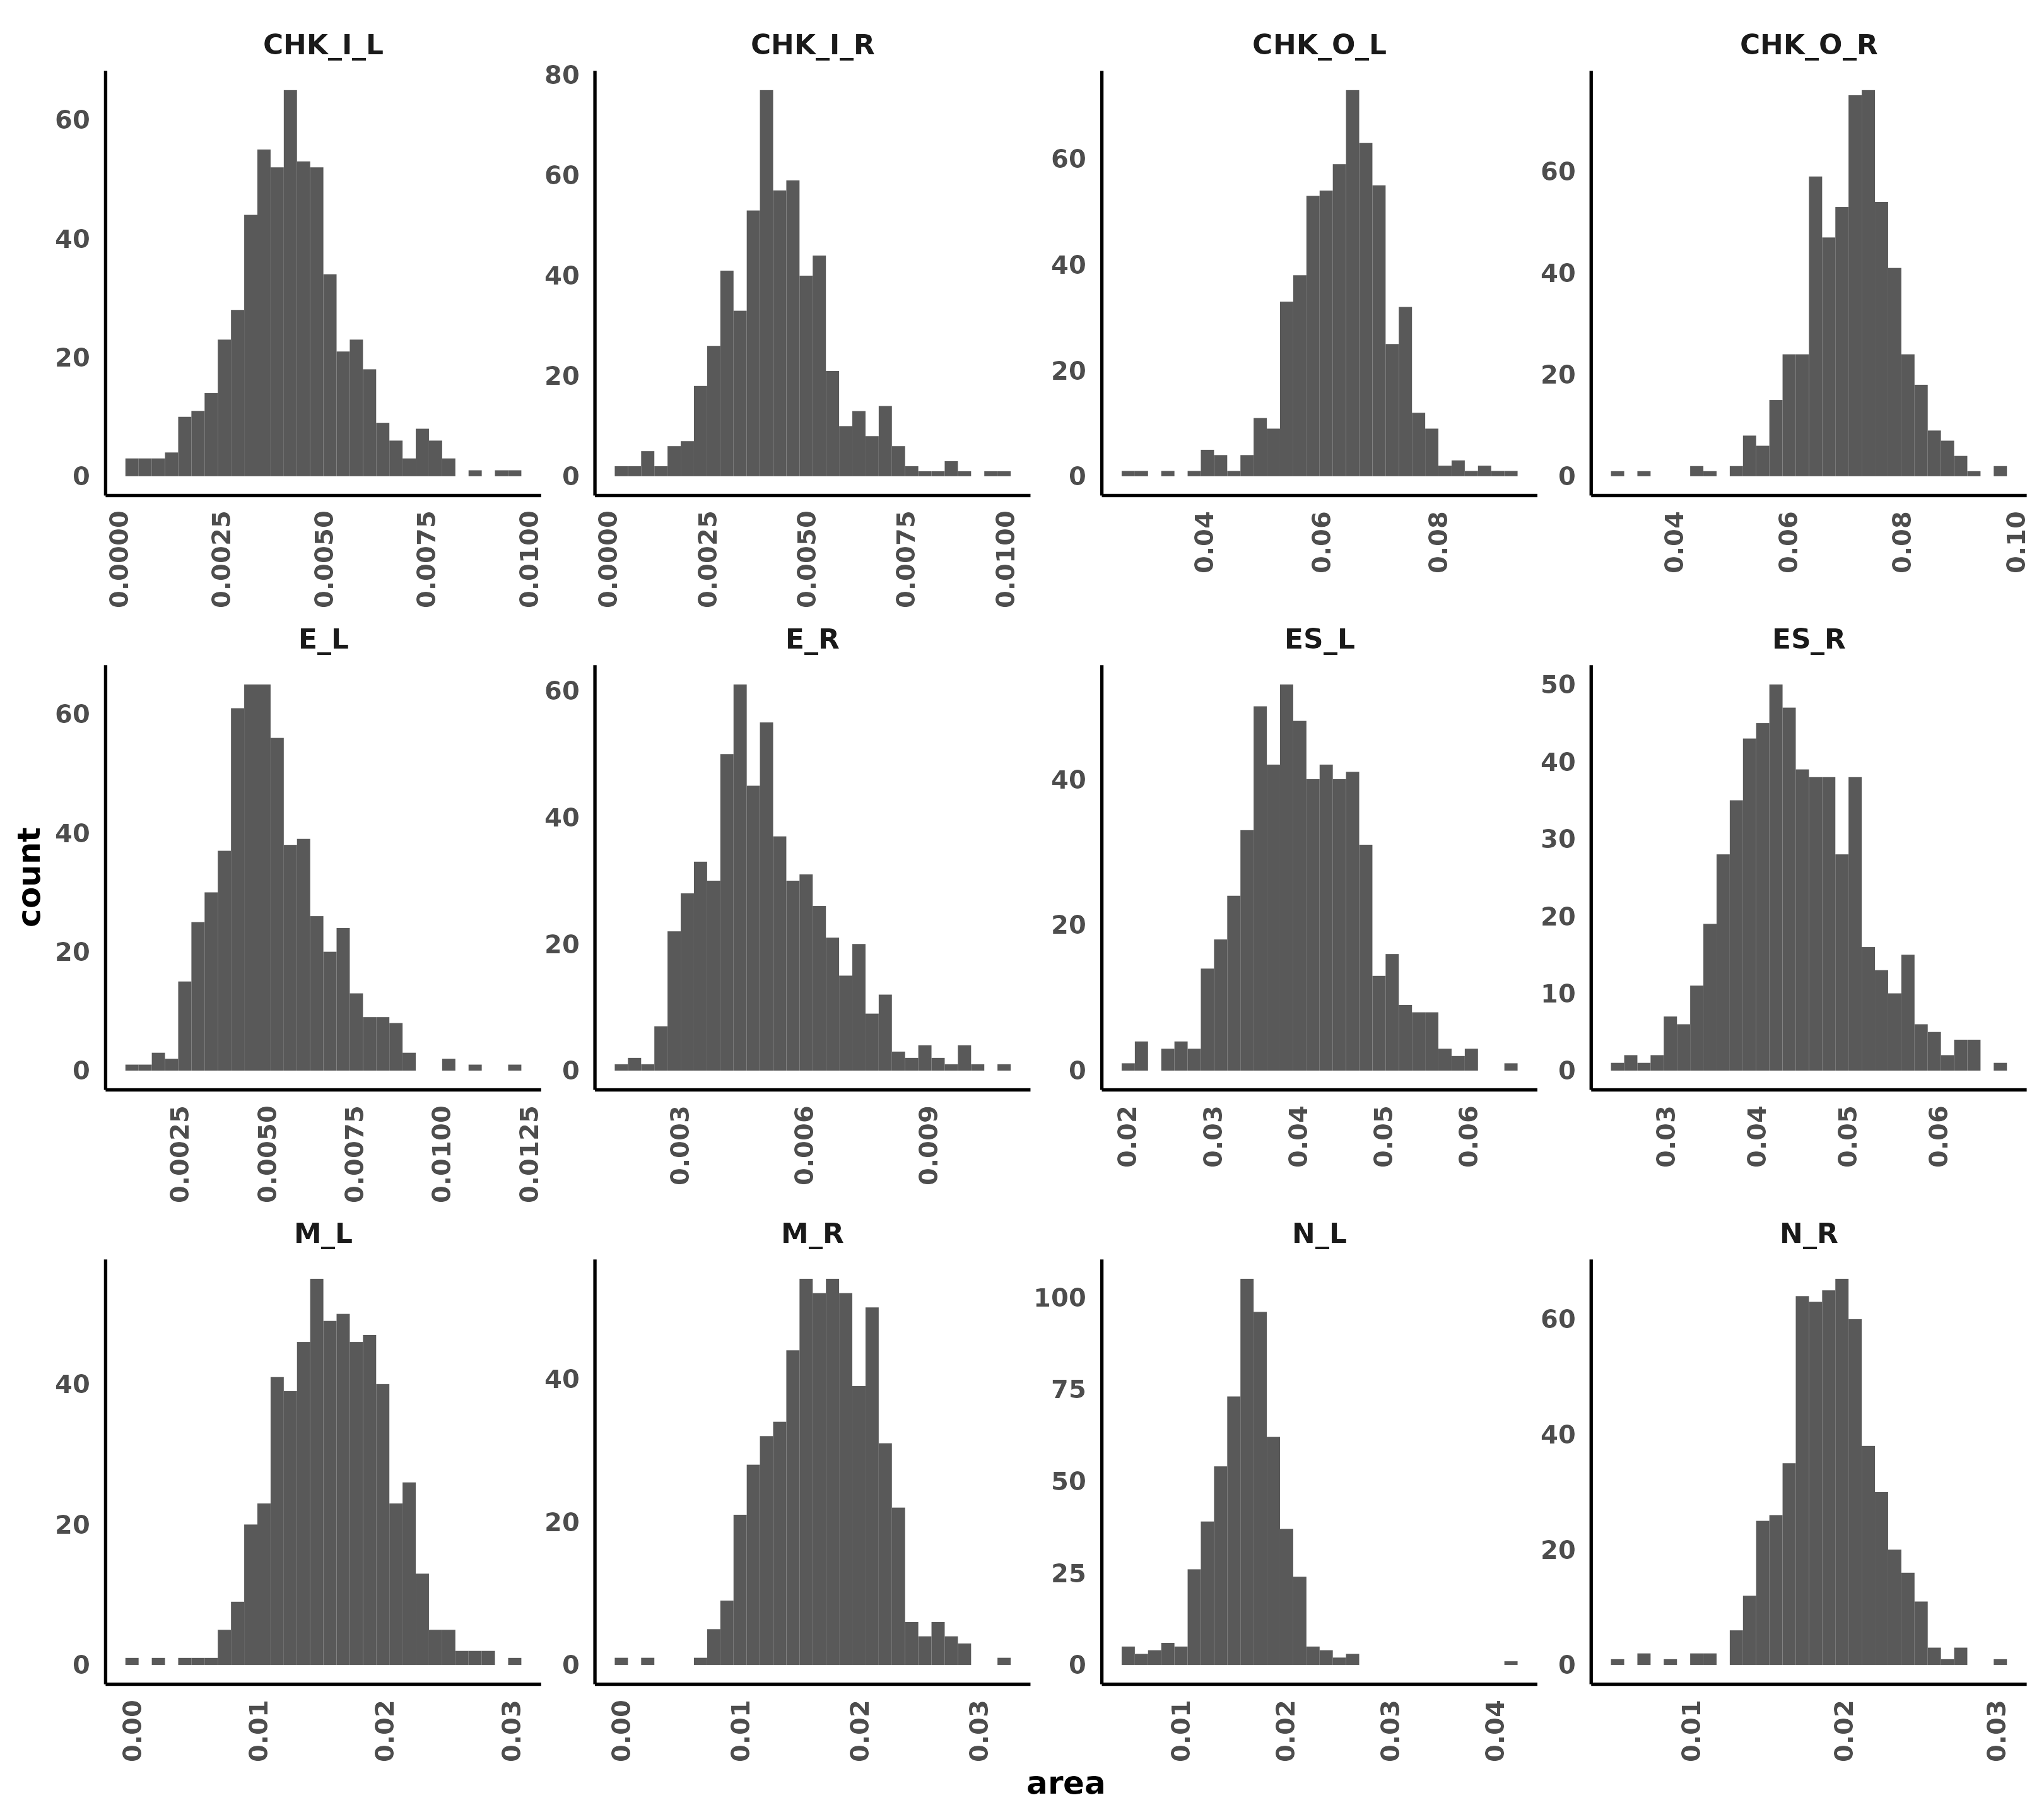 CHK_I_L CHK_I_R CHK_O_L CHK_O_R
80
60 60 60 60
40 40 40 40
20 20 20 20
0 0 0 0
0.0000 0.0025 0.0050 0.0075 0.0100 0.0000 0.0025 0.0050 0.0075 0.0100 0.04 0.06 0.08 0.04 0.06 0.08 0.10
E_L E_R ES_L ES_R
60 60 50
40 40 40 40
30
20 20 20 20
10
0 0 0 0
0.0025 0.0050 0.0075 0.0100 0.0125 0.003 0.006 0.009 0.02 0.03 0.04 0.05 0.06 0.03 0.04 0.05 0.06
count
M_L M_R N_L N_R
100 60
40 40 75 40
50
20 20 25 20
0 0 0 0
0.00 0.01 0.02 0.03 0.00 0.01 0.02 0.03 0.01 0.02 0.03 0.04 0.01 0.02 0.03
area